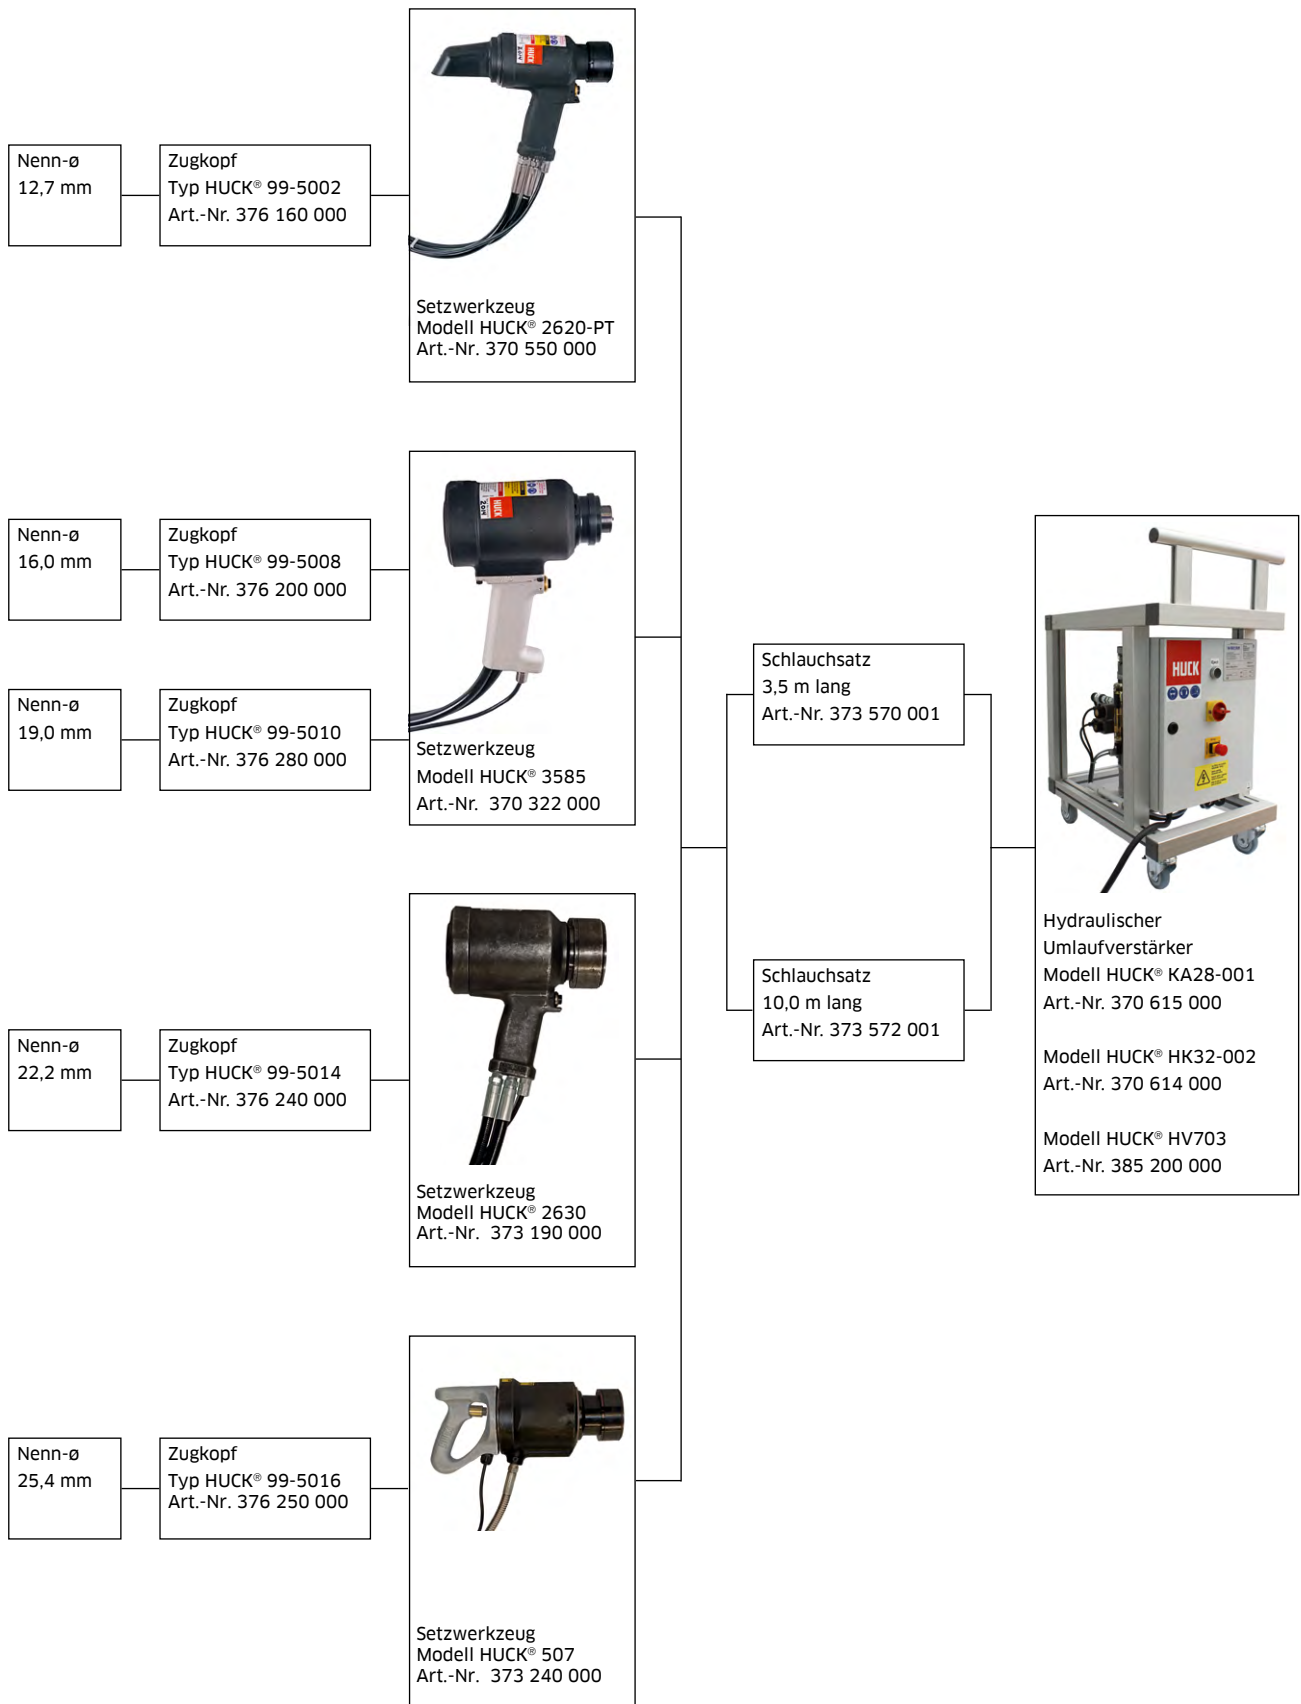 Nenn-ø
12,7 mm
Zugkopf
Typ HUCK® 99-5002
Art.-Nr. 376 160 000
HUCK
Setzwerkzeug
Modell HUCK® 2620-PT
Art.-Nr. 370 550 000
Nenn-ø
16,0 mm
Zugkopf
Typ HUCK® 99-5008
Art.-Nr. 376 200 000
Nenn-ø
19,0 mm
Zugkopf
Typ HUCK® 99-5010
Art.-Nr. 376 280 000
HUCK
Setzwerkzeug
Modell HUCK® 3585
Art.-Nr. 370 322 000
Nenn-ø
22,2 mm
Zugkopf
Typ HUCK® 99-5014
Art.-Nr. 376 240 000
Setzwerkzeug
Modell HUCK® 2630
Art.-Nr. 373 190 000
Nenn-ø
25,4 mm
Zugkopf
Typ HUCK® 99-5016
Art.-Nr. 376 250 000
Setzwerkzeug
Modell HUCK® 507
Art.-Nr. 373 240 000
Schlauchsatz
3,5 m lang
Art.-Nr. 373 570 001
Schlauchsatz
10,0 m lang
Art.-Nr. 373 572 001
HUCK
Hydraulischer
Umlaufverstärker
Modell HUCK® KA28-001
Art.-Nr. 370 615 000
Modell HUCK® HK32-002
Art.-Nr. 370 614 000
Modell HUCK® HV703
Art.-Nr. 385 200 000